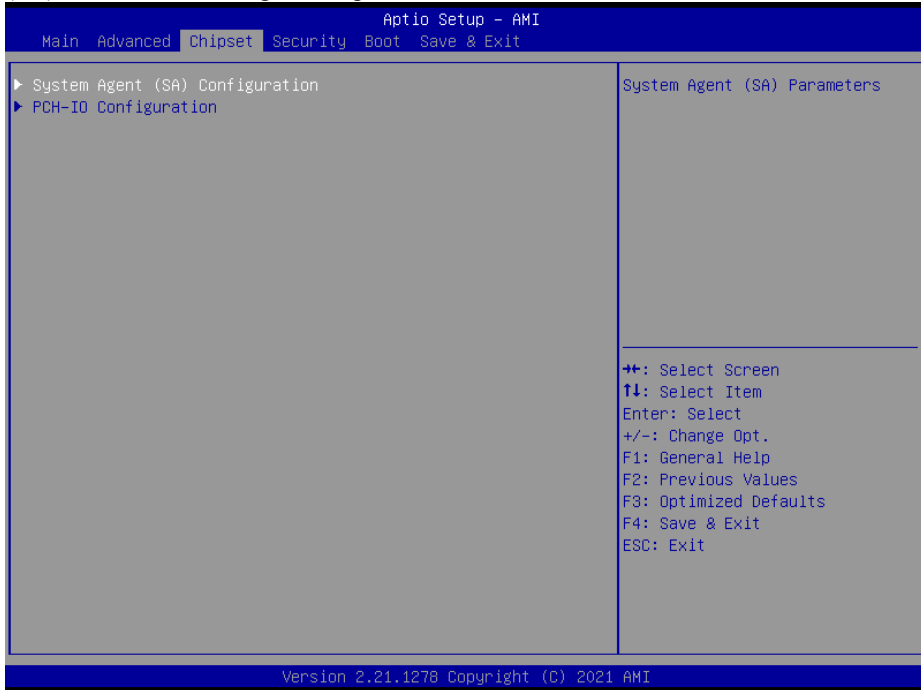 Aptio Setup – AMI
Main Advanced Chipset Security Boot Save & Exit
▶ System Agent (SA) Configuration
▶ PCH-IO Configuration
System Agent (SA) Parameters
→←: Select Screen
↑↓: Select Item
Enter: Select
+/-: Change Opt.
F1: General Help
F2: Previous Values
F3: Optimized Defaults
F4: Save & Exit
ESC: Exit
Version 2.21.1278 Copyright (C) 2021 AMI